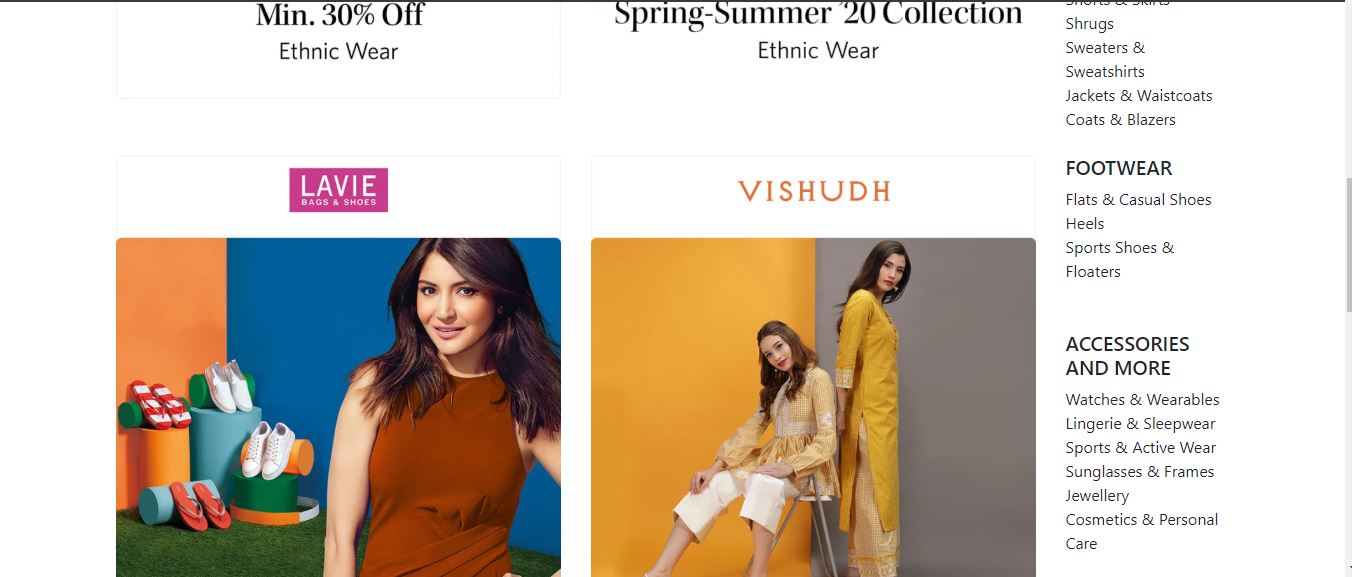 Min. 30% Off
Ethnic Wear
Spring-Summer '20 Collection
Ethnic Wear
LAVIE
BAGS & SHOES
VISHUDH
Shorts & Skirts
Shrugs
Sweaters &
Sweatshirts
Jackets & Waistcoats
Coats & Blazers
FOOTWEAR
Flats & Casual Shoes
Heels
Sports Shoes &
Floaters
ACCESSORIES
AND MORE
Watches & Wearables
Lingerie & Sleepwear
Sports & Active Wear
Sunglasses & Frames
Jewellery
Cosmetics & Personal
Care